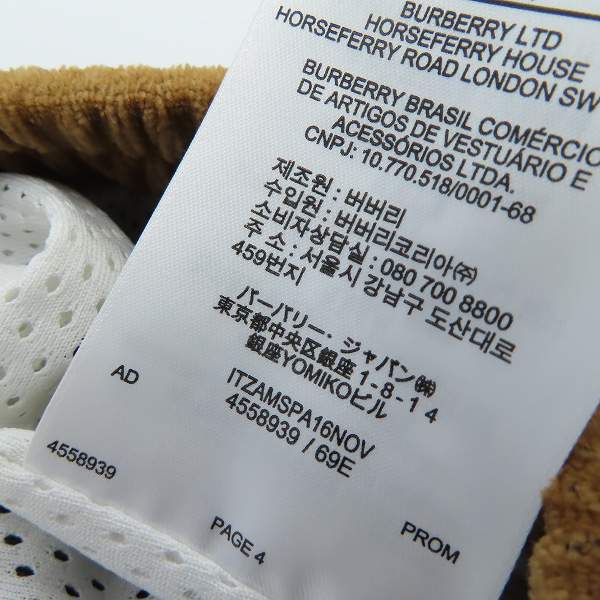 BURBERRY LTD
HORSEFERRY HOUSE
HORSEFERRY ROAD LONDON SW
BURBERRY BRASIL COMÉRCIO
DE ARTIGOS DE VESTUÁRIO E
ACESSÓRIOS LTDA.
CNPJ: 10.770.518/0001-68
제조원 : 버버리
수입원 : 버버리코리아㈜
소비자상담실 : 080 700 8800
주 소 : 서울시 강남구 도산대로
459번지
バーバリー・ジャパン㈱
東京都中央区銀座1-8-14
銀座YOMIKOビル
ITZAMSPA16NOV
4558939 / 69E
AD
4558939
PAGE 4
PROM